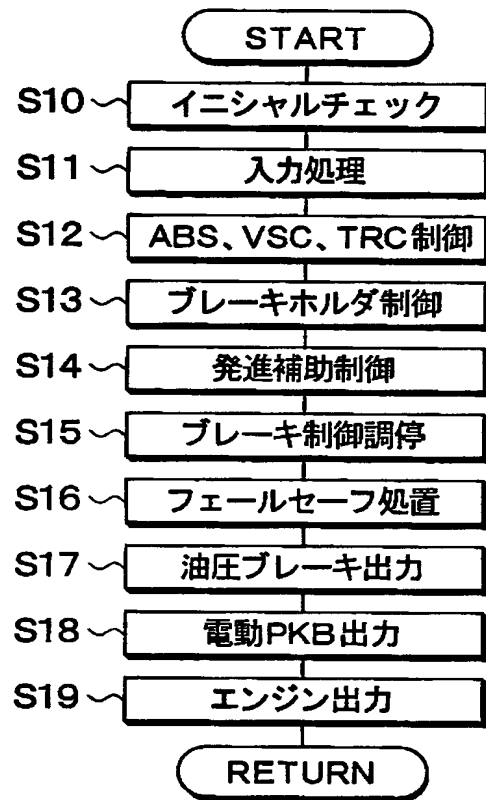 START
S10 イニシャルチェック
S11 入力処理
S12 ABS、VSC、TRC制御
S13 ブレーキホルダ制御
S14 発進補助制御
S15 ブレーキ制御調停
S16 フェールセーフ処置
S17 油圧ブレーキ出力
S18 電動PKB出力
S19 エンジン出力
RETURN